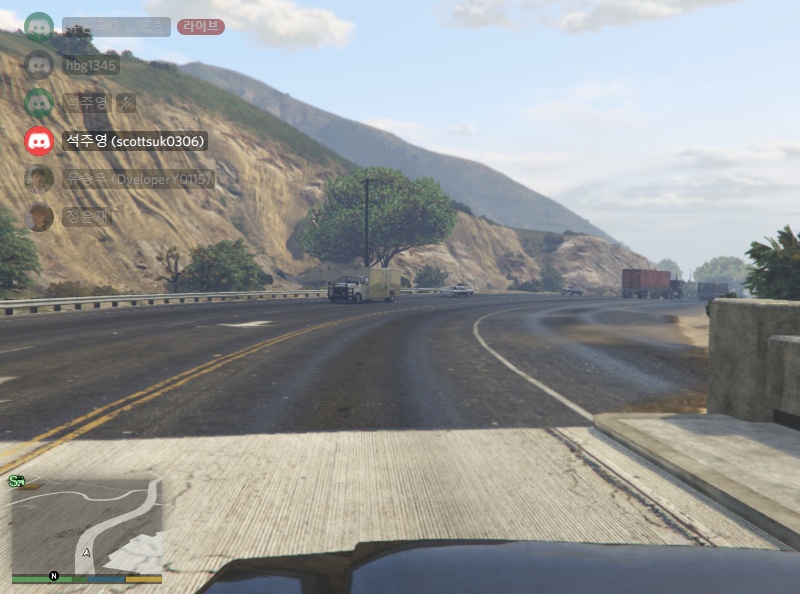 라이브
hbg1345
석주영
석주영 (scottsuk0306)
유승우 (DveloperY0115)
정윤재
N